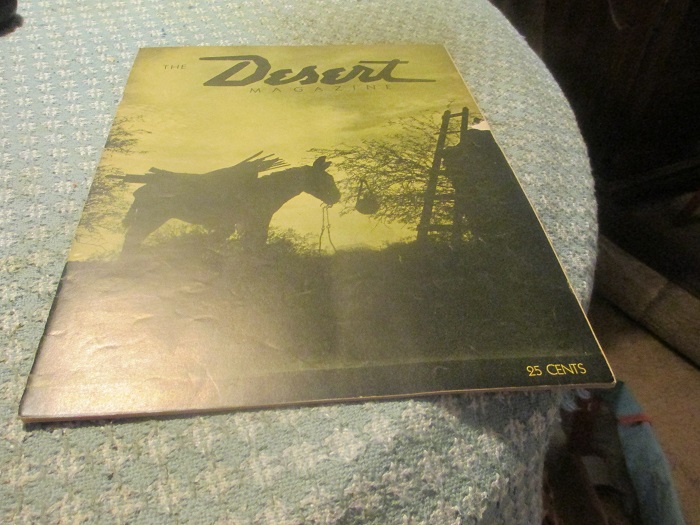 THE Desert
MAGAZINE
25 CENTS